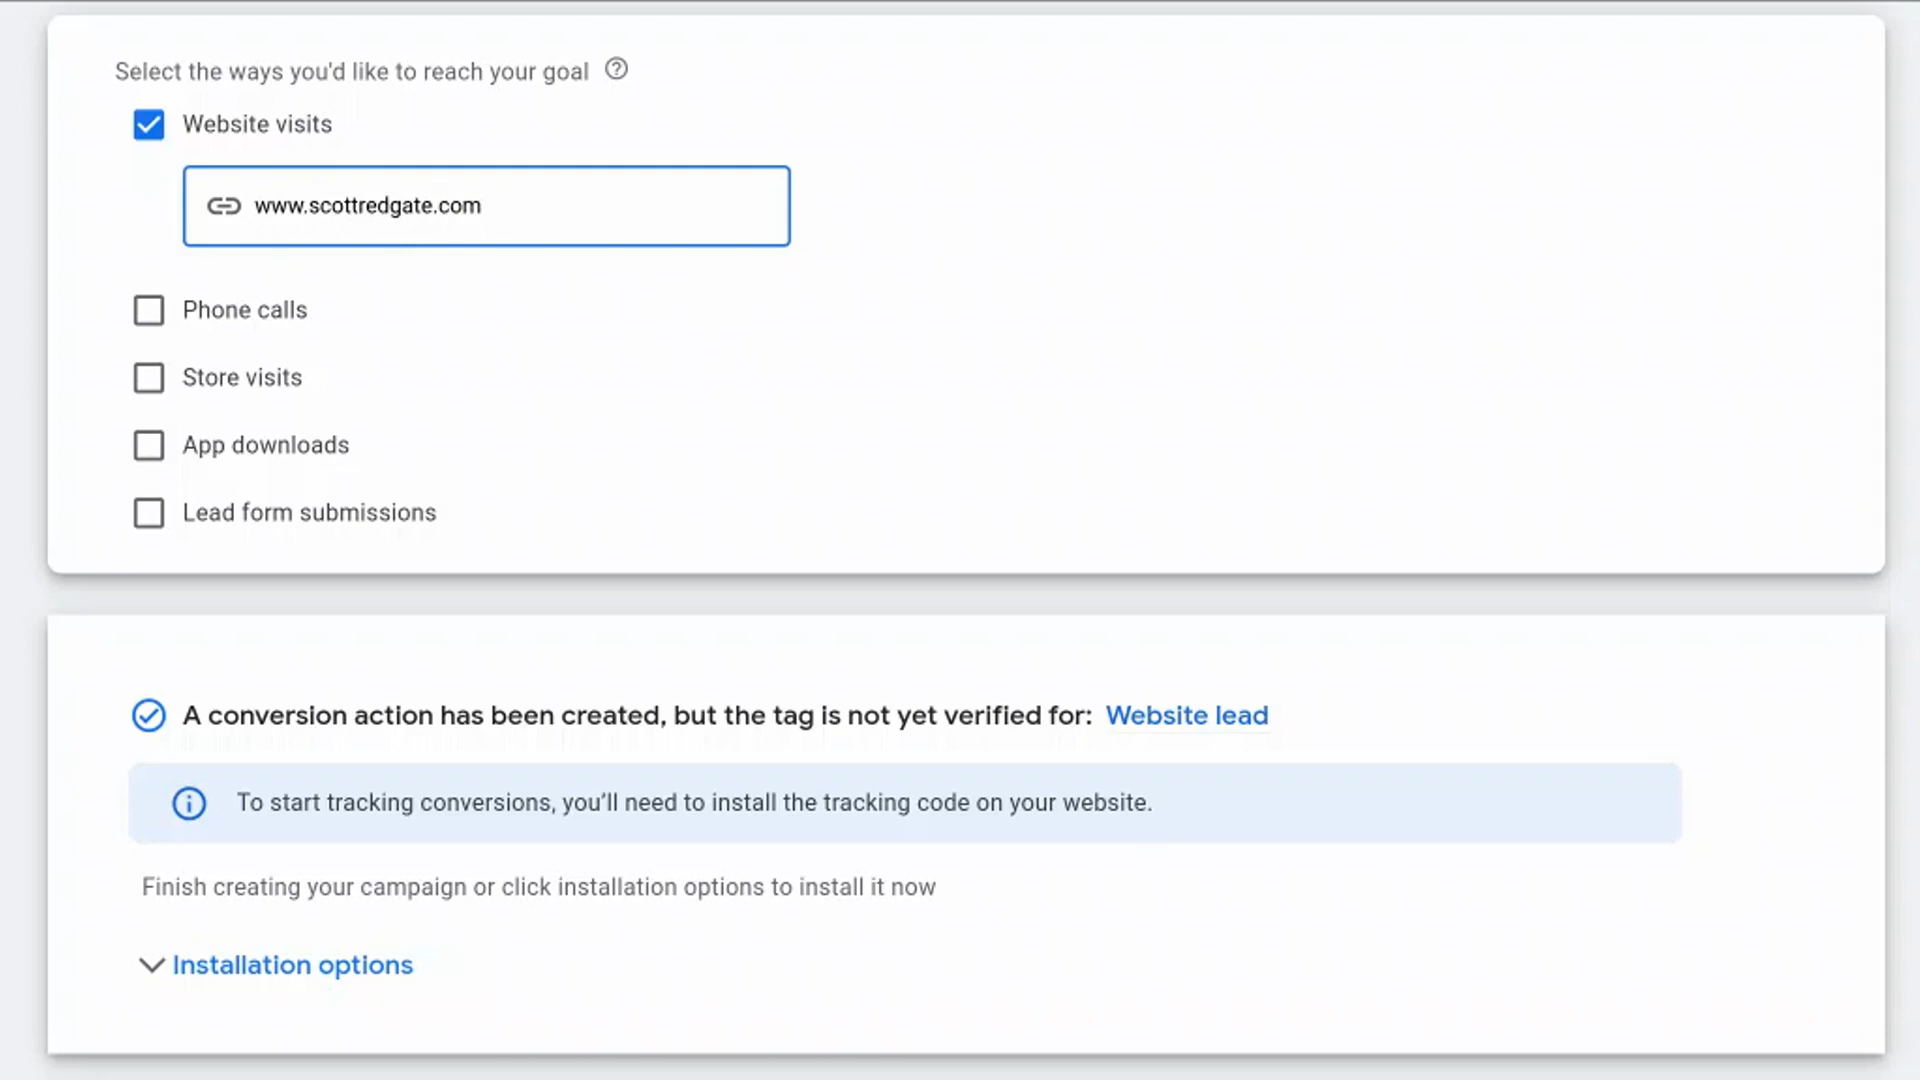 Select the ways you'd like to reach your goal
Website visits
www.scottredgate.com
Phone calls
Store visits
App downloads
Lead form submissions
A conversion action has been created, but the tag is not yet verified for: Website lead
To start tracking conversions, you’ll need to install the tracking code on your website.
Finish creating your campaign or click installation options to install it now
Installation options